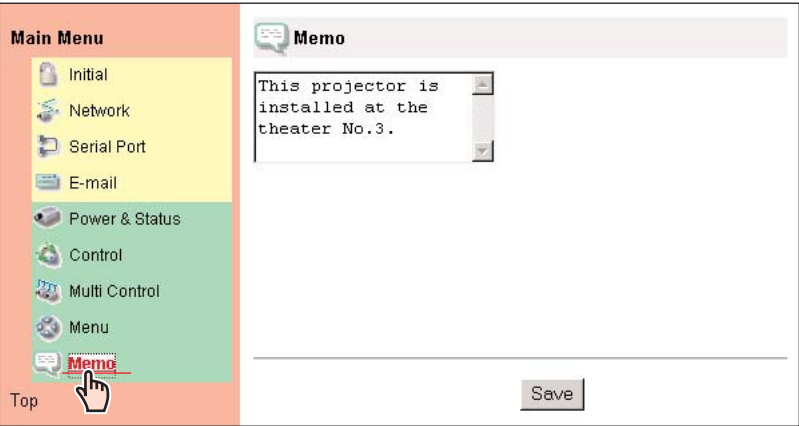 Main Menu
Initial
Network
Serial Port
E-mail
Power & Status
Control
Multi Control
Menu
Memo
Top
Memo
This projector is
installed at the
theater No.3.
Save